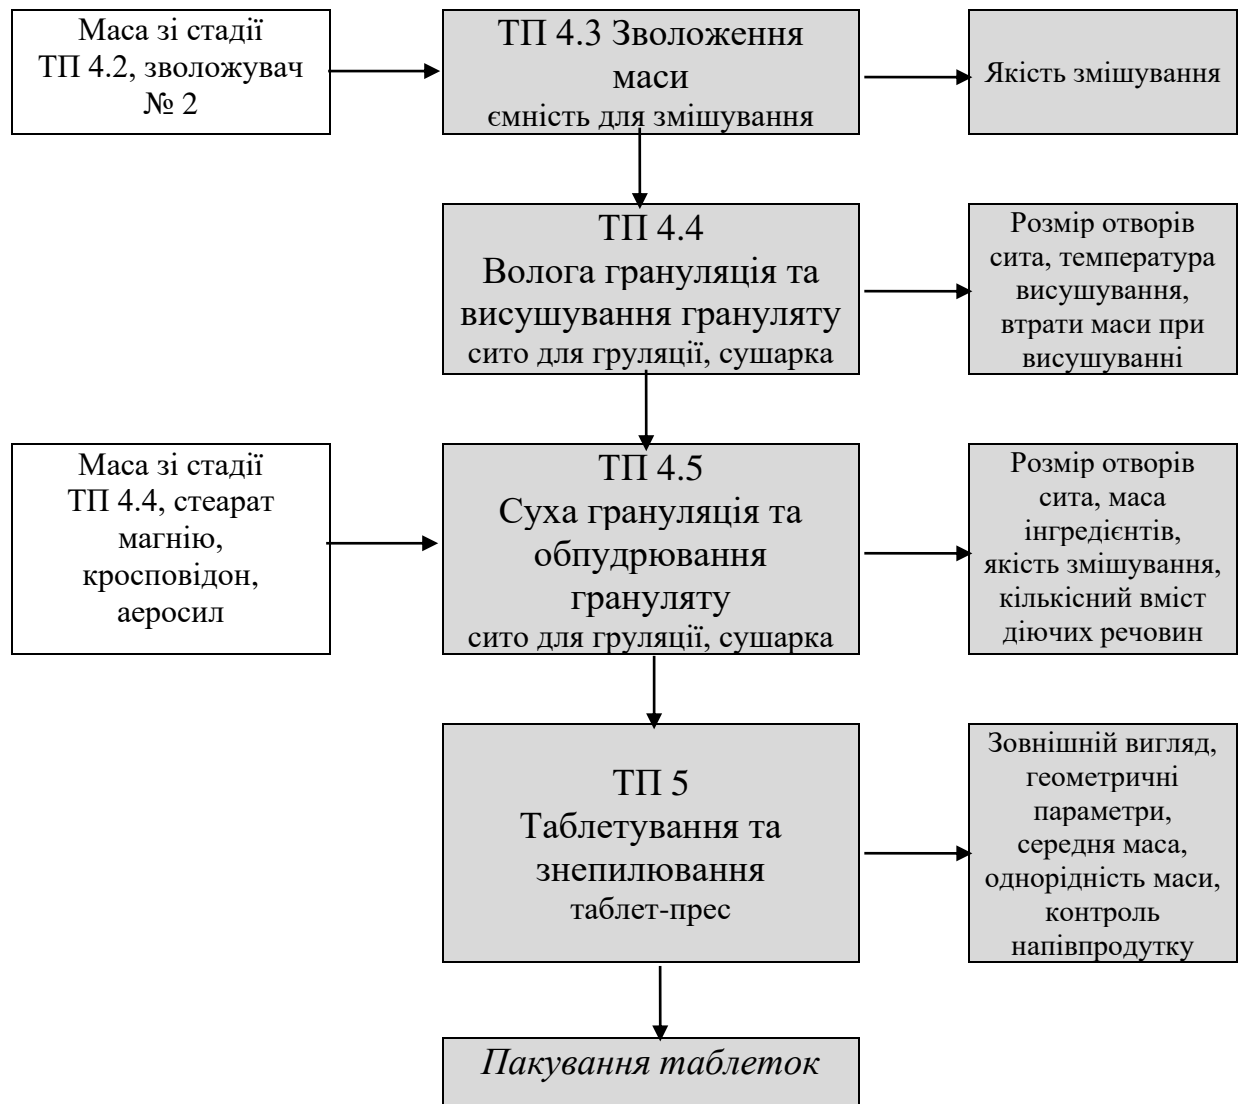 Маса зі стадії
ТП 4.2, зволожувач
№ 2
ТП 4.3 Зволоження
маси
ємність для змішування
Якість змішування
ТП 4.4
Волога грануляція та
висушування грануляту
сито для груляції, сушарка
Розмір отворів
сита, температура
висушування,
втрати маси при
висушуванні
Маса зі стадії
ТП 4.4, стеарат
магнію,
кросповідон,
аеросил
ТП 4.5
Суха грануляція та
обпудрювання
грануляту
сито для груляції, сушарка
Розмір отворів
сита, маса
інгредієнтів,
якість змішування,
кількісний вміст
діючих речовин
ТП 5
Таблетування та
знепилювання
таблет-прес
Зовнішній вигляд,
геометричні
параметри,
середня маса,
однорідність маси,
контроль
напівпродутку
Пакування таблеток